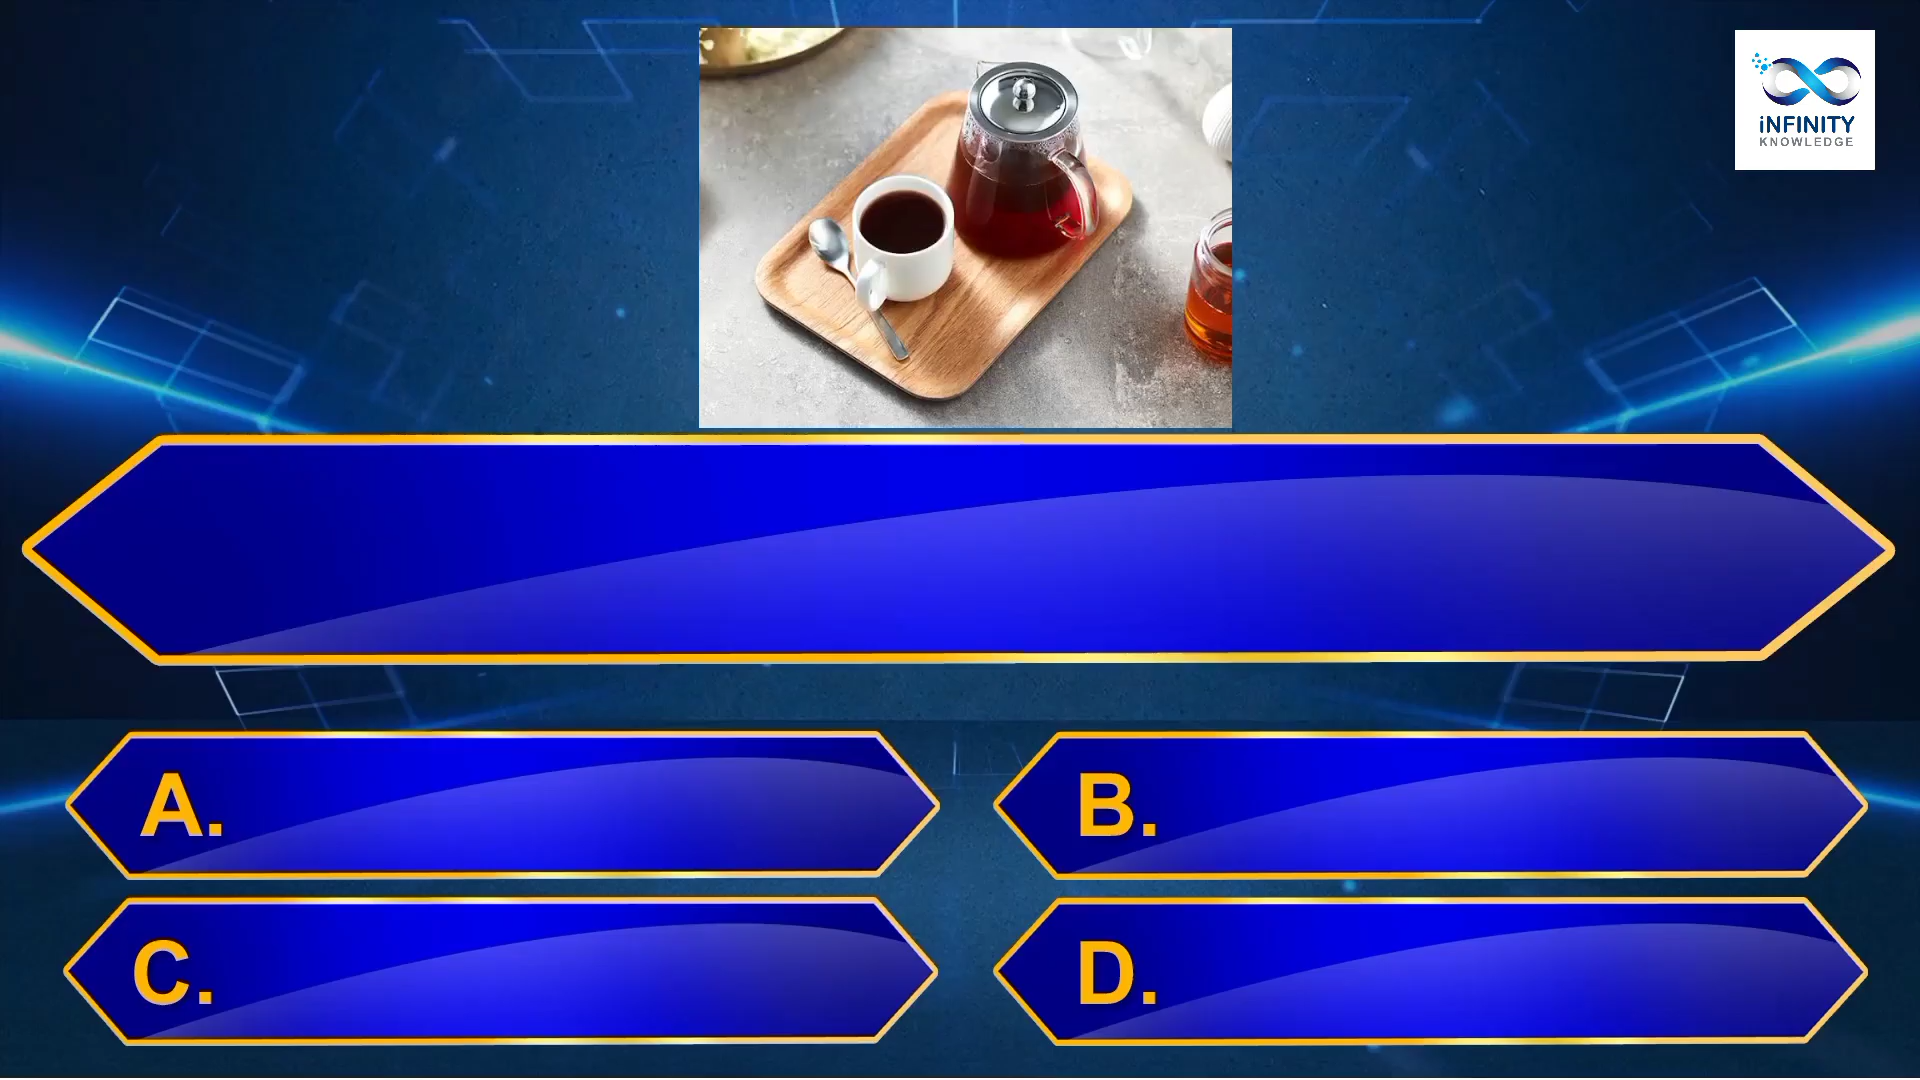 iNFINITY
KNOWLEDGE
A.
B.
C.
D.